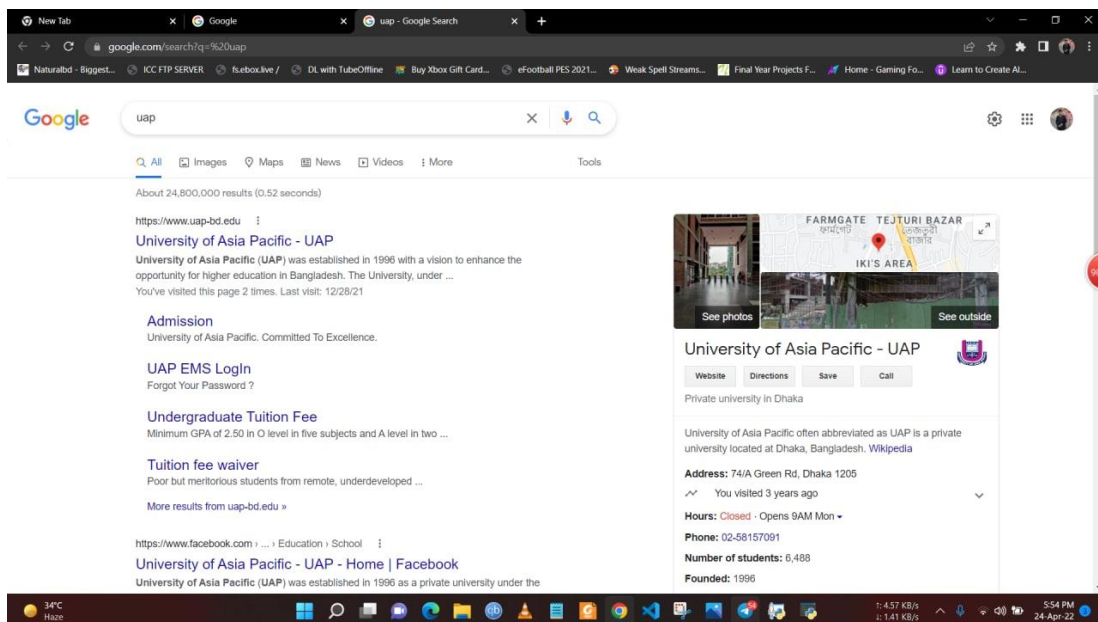 New Tab
Google
uap - Google Search
google.com/search?q=%20uap
Naturalbd - Biggest...
ICC FTP SERVER
fs.ebox.live /
DL with TubeOffline
Buy Xbox Gift Card...
eFootball PES 2021...
Weak Spell Streams...
Final Year Projects F...
Home - Gaming Fo...
Learn to Create Al...
Google
uap
All
Images
Maps
News
Videos
More
Tools
About 24,800,000 results (0.52 seconds)
https://www.uap-bd.edu
University of Asia Pacific - UAP
University of Asia Pacific (UAP) was established in 1996 with a vision to enhance the
opportunity for higher education in Bangladesh. The University, under ...
You've visited this page 2 times. Last visit: 12/28/21
Admission
University of Asia Pacific. Committed To Excellence.
UAP EMS LogIn
Forgot Your Password ?
Undergraduate Tuition Fee
Minimum GPA of 2.50 in O level in five subjects and A level in two ...
Tuition fee waiver
Poor but meritorious students from remote, underdeveloped ...
More results from uap-bd.edu »
https://www.facebook.com › ... › Education › School
University of Asia Pacific - UAP - Home | Facebook
University of Asia Pacific (UAP) was established in 1996 as a private university under the
FARMGATE
ফার্মগেট
TEJTURI BAZAR
তেজতুরী
বাজার
IKI'S AREA
See photos
See outside
University of Asia Pacific - UAP
Website
Directions
Save
Call
Private university in Dhaka
University of Asia Pacific often abbreviated as UAP is a private
university located at Dhaka, Bangladesh. Wikipedia
Address: 74/A Green Rd, Dhaka 1205
You visited 3 years ago
Hours: Closed · Opens 9AM Mon
Phone: 02-58157091
Number of students: 6,488
Founded: 1996
34°C
Haze
↑: 4.57 KB/s
↓: 1.41 KB/s
5:54 PM
24-Apr-22